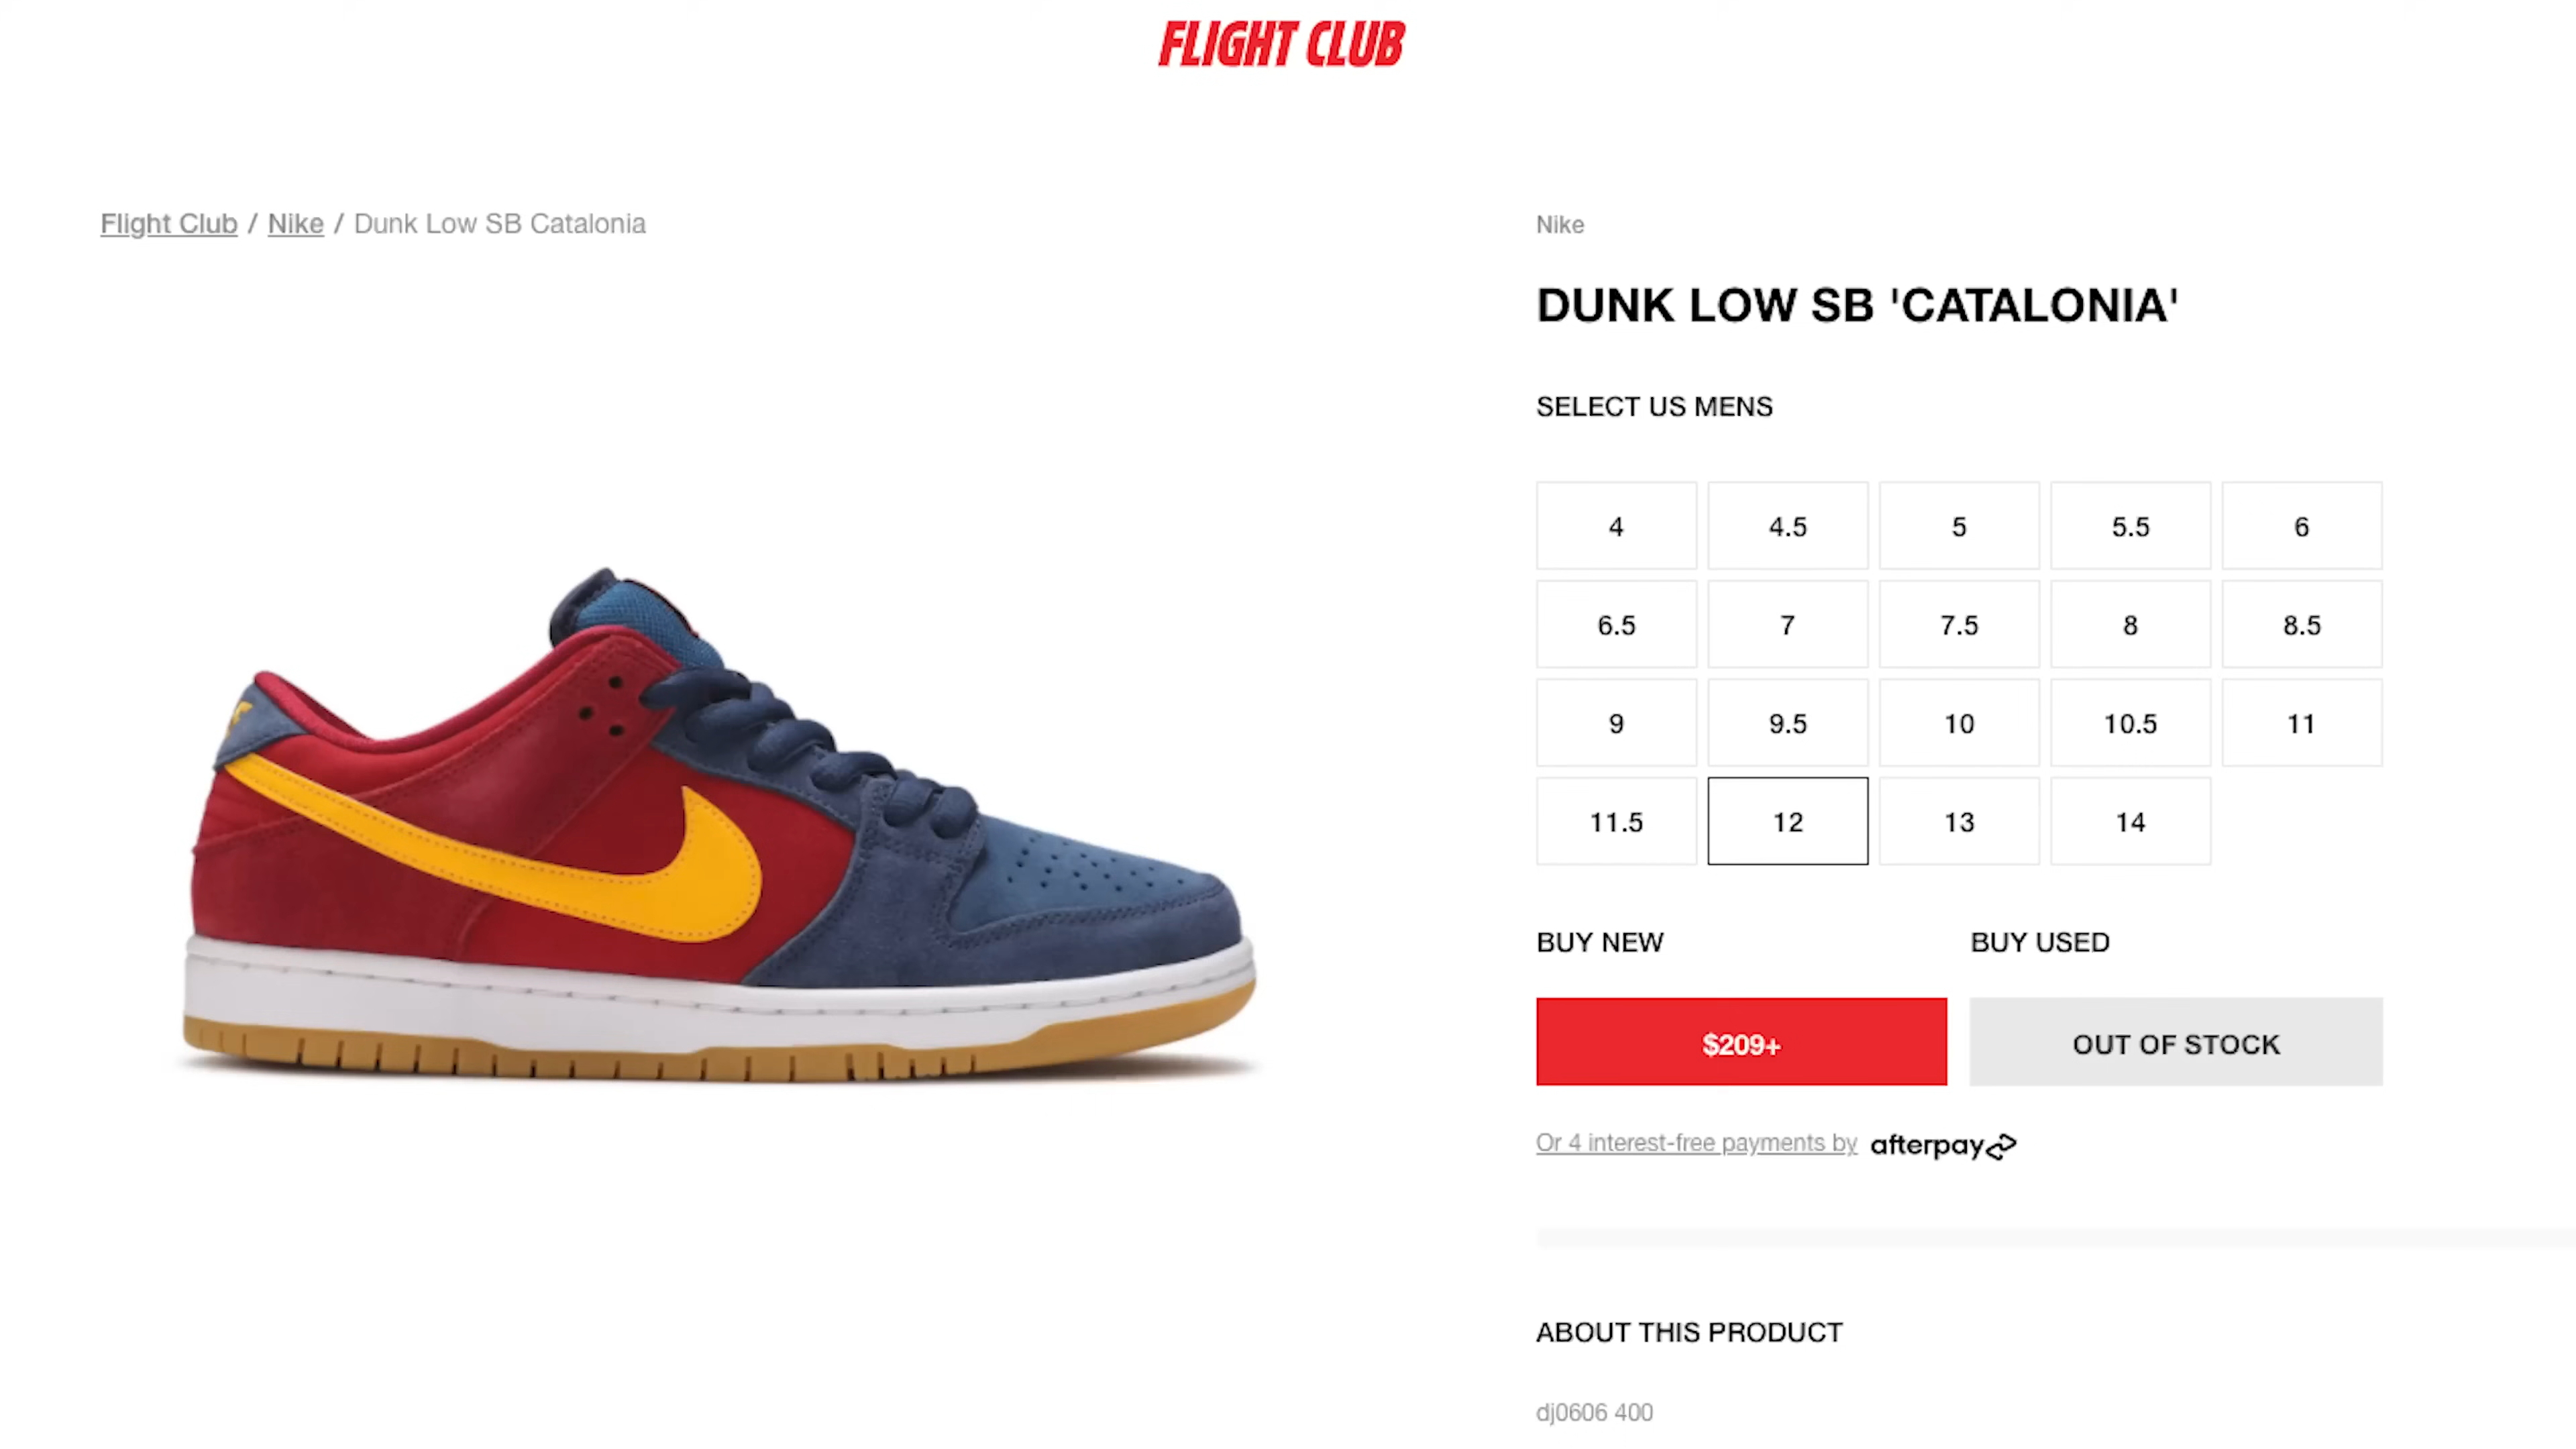 FLIGHT CLUB
Flight Club / Nike / Dunk Low SB Catalonia
Nike
DUNK LOW SB 'CATALONIA'
SELECT US MENS
4 4.5 5 5.5 6
6.5 7 7.5 8 8.5
9 9.5 10 10.5 11
11.5 12 13 14
BUY NEW BUY USED
$209+ OUT OF STOCK
Or 4 interest-free payments by afterpay
ABOUT THIS PRODUCT
dj0606 400